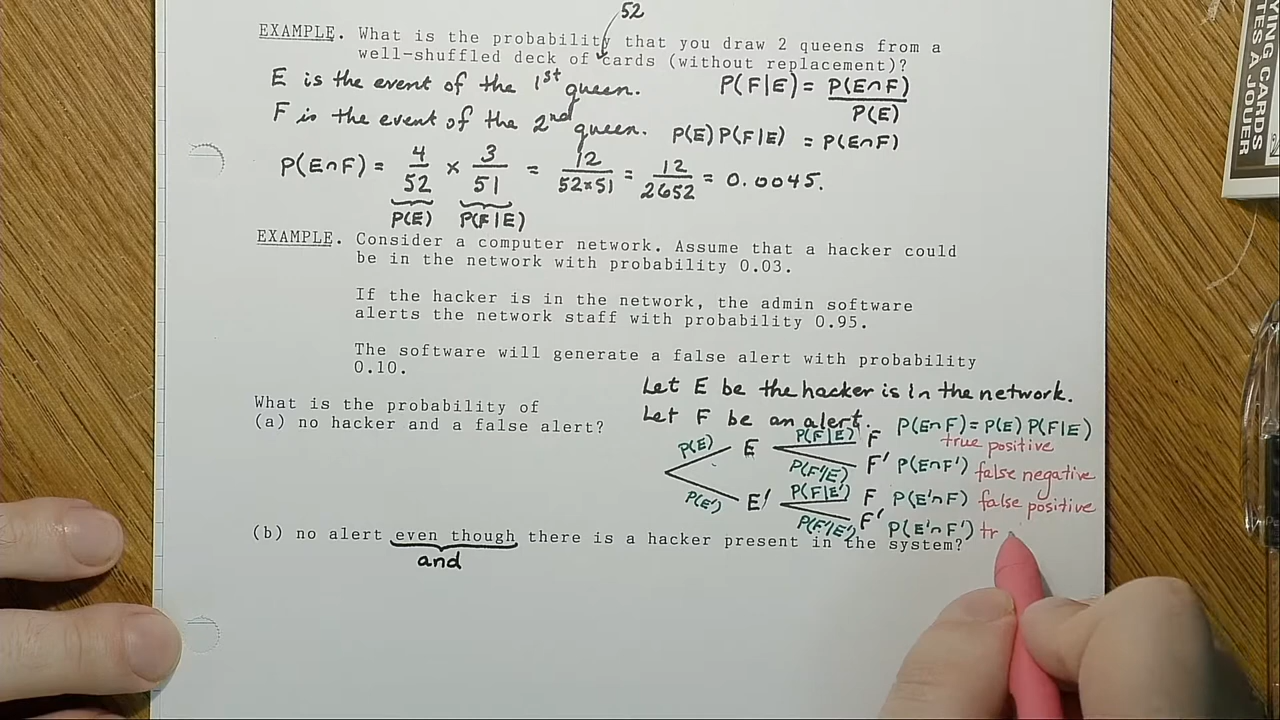 52
EXAMPLE. What is the probability that you draw 2 queens from a
well-shuffled deck of cards (without replacement)?
E is the event of the 1st queen.
P(F|E) = P(E∩F) / P(E)
F is the event of the 2nd queen.
P(E) P(F|E) = P(E∩F)
P(E∩F) = 4/52 × 3/51 = 12/52×51 = 12/2652 = 0.0045.
P(E) P(F|E)
EXAMPLE. Consider a computer network. Assume that a hacker could
be in the network with probability 0.03.
If the hacker is in the network, the admin software
alerts the network staff with probability 0.95.
The software will generate a false alert with probability
0.10.
Let E be the hacker is in the network.
What is the probability of
Let F be an alert.
(a) no hacker and a false alert?
P(E∩F) = P(E) P(F|E)
P(E) E P(F|E) F true positive
P(F'|E) F' P(E∩F') false negative
P(E') E' P(F|E') F P(E'∩F) false positive
P(F'|E') F' P(E'∩F') tr
(b) no alert even though there is a hacker present in the system?
and
YING CARDS
TES A JOUER